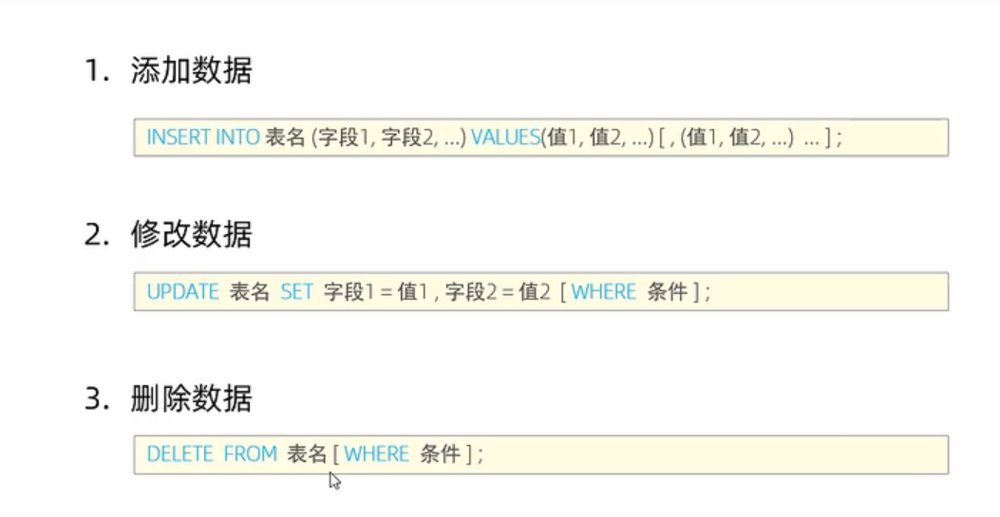 1. 添加数据
INSERT INTO 表名 (字段1, 字段2, ...) VALUES(值1, 值2, ...) [ , (值1, 值2, ...) ... ] ;
2. 修改数据
UPDATE 表名 SET 字段1 = 值1 , 字段2 = 值2 [ WHERE 条件 ] ;
3. 删除数据
DELETE FROM 表名 [ WHERE 条件 ] ;